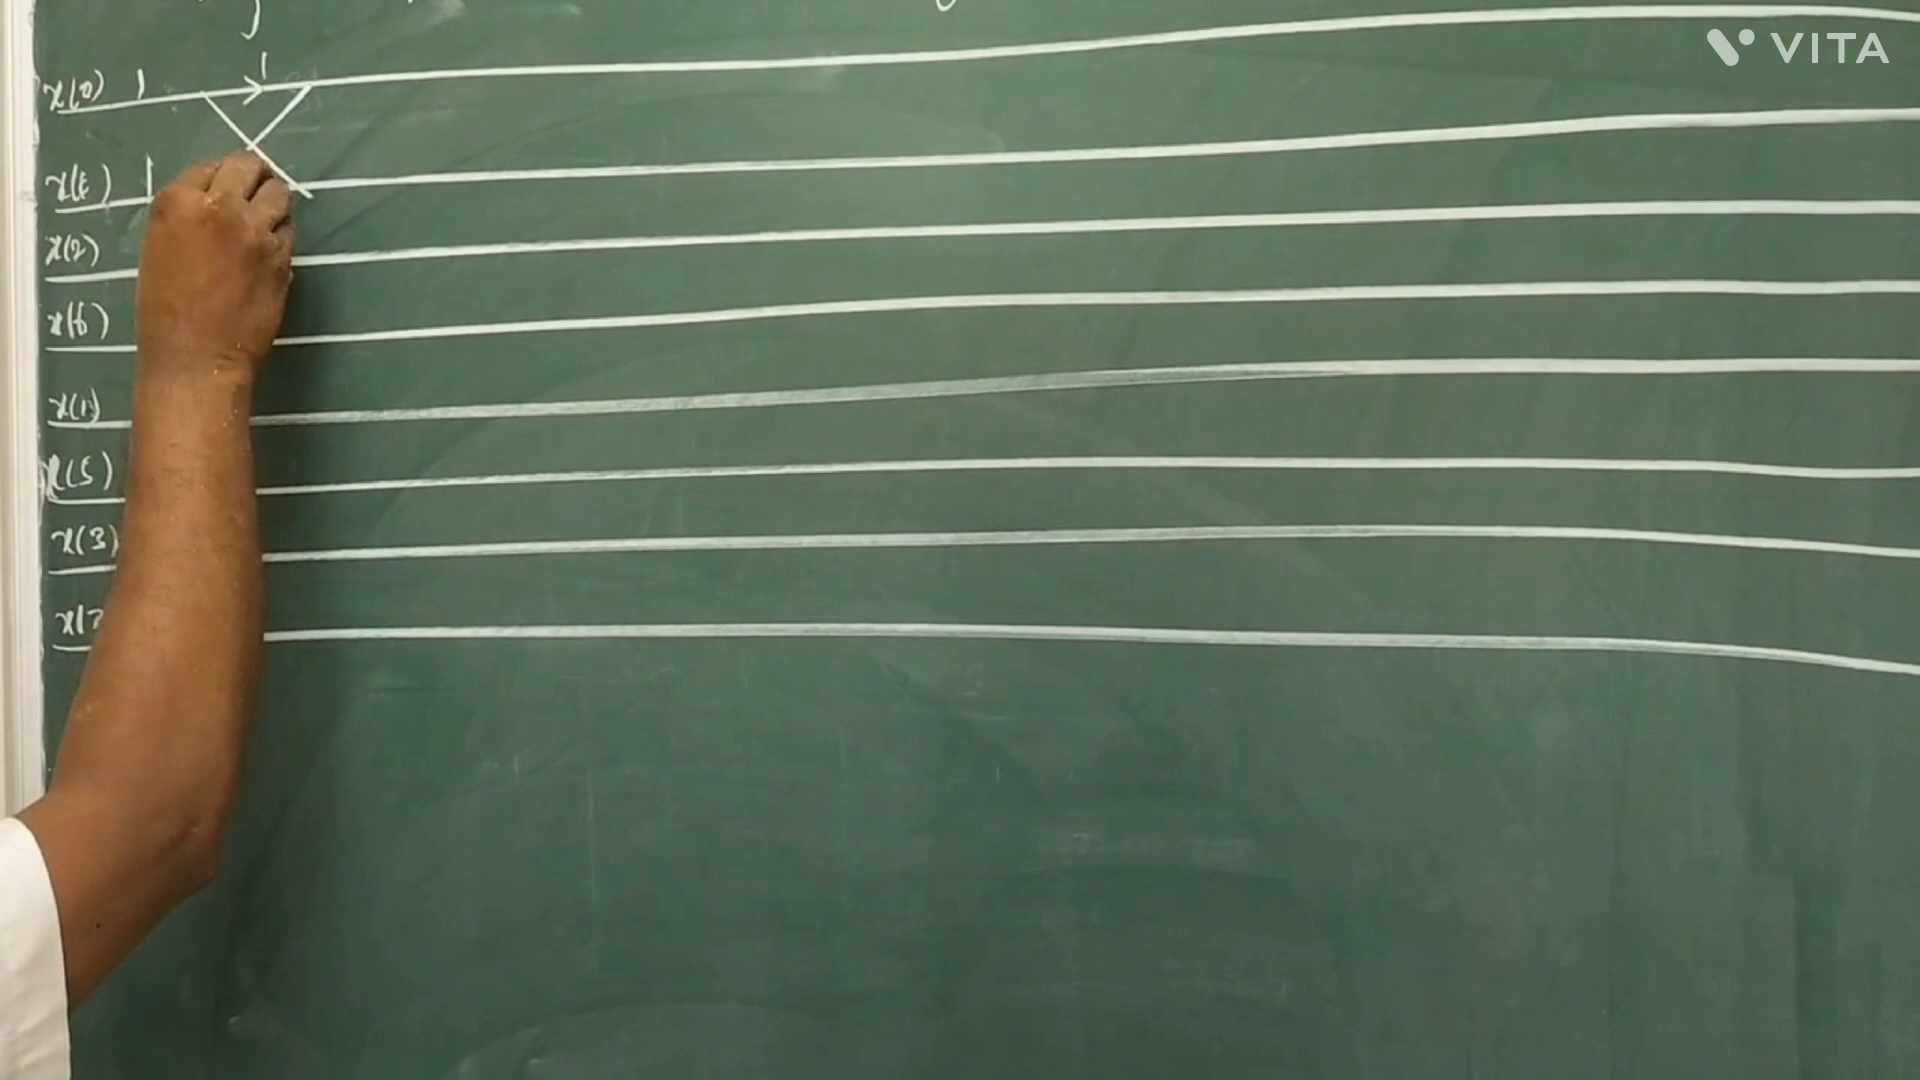 VITA
1
x(0) 1
x(4) 1
x(2)
x(6)
x(1)
x(5)
x(3)